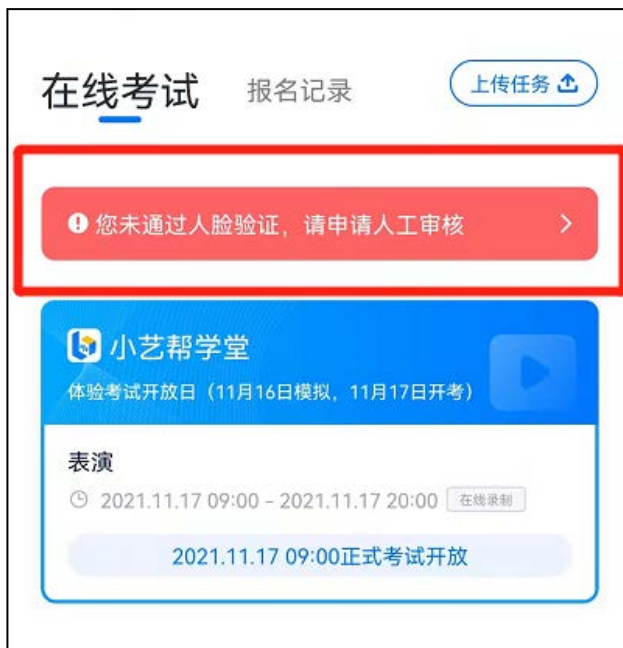 在线考试 报名记录 上传任务
您未通过人脸验证，请申请人工审核
小艺帮学堂
体验考试开放日（11月16日模拟，11月17日开考）
表演
2021.11.17 09:00 - 2021.11.17 20:00 在线录制
2021.11.17 09:00正式考试开放